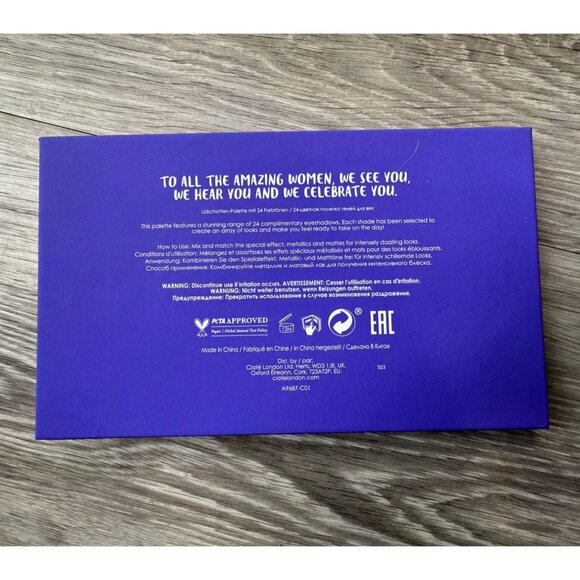 TO ALL THE AMAZING WOMEN, WE SEE YOU,
WE HEAR YOU AND WE CELEBRATE YOU.
Lidschatten-Palette mit 24 Farbtönen / 24-цветная палетка теней для век
This palette features a stunning range of 24 complimentary eyeshadows. Each shade has been selected to
create an array of looks and make you feel ready to take on the day!
How to Use: Mix and match the special effect, metallics and mattes for intensely dazzling looks.
Conditions d'utilisation: Mélangez et assortissez les effets spéciaux, métallisés et mats pour des looks éblouissants.
Anwendung: Kombinieren Sie den Spezialeffekt, Metallic- und Matttöne frei für intensiv schillernde Looks.
Способ применения: Комбинируйте металлик и матовый лак для получения интенсивного блеска.
WARNING: Discontinue use if irritation occurs. AVERTISSEMENT: Cesser l'utilisation en cas d'irritation.
WARNUNG: Nicht weiter benutzen, wenn Reizungen auftreten.
Предупреждение: Прекратить использование в случае возникновения раздражения.
PETA APPROVED
Vegan | Global Animal Test Policy
12M
EAC
Made in China / Fabriqué en Chine / in China hergestellt / Сделано В Китае
Dist. by / par:
Ciaté London Ltd. Herts, WD3 1JE, UK.
Oxford Eireann, Cork, T23AT2P, EU.
ciatelondon.com
503
A9687-C01